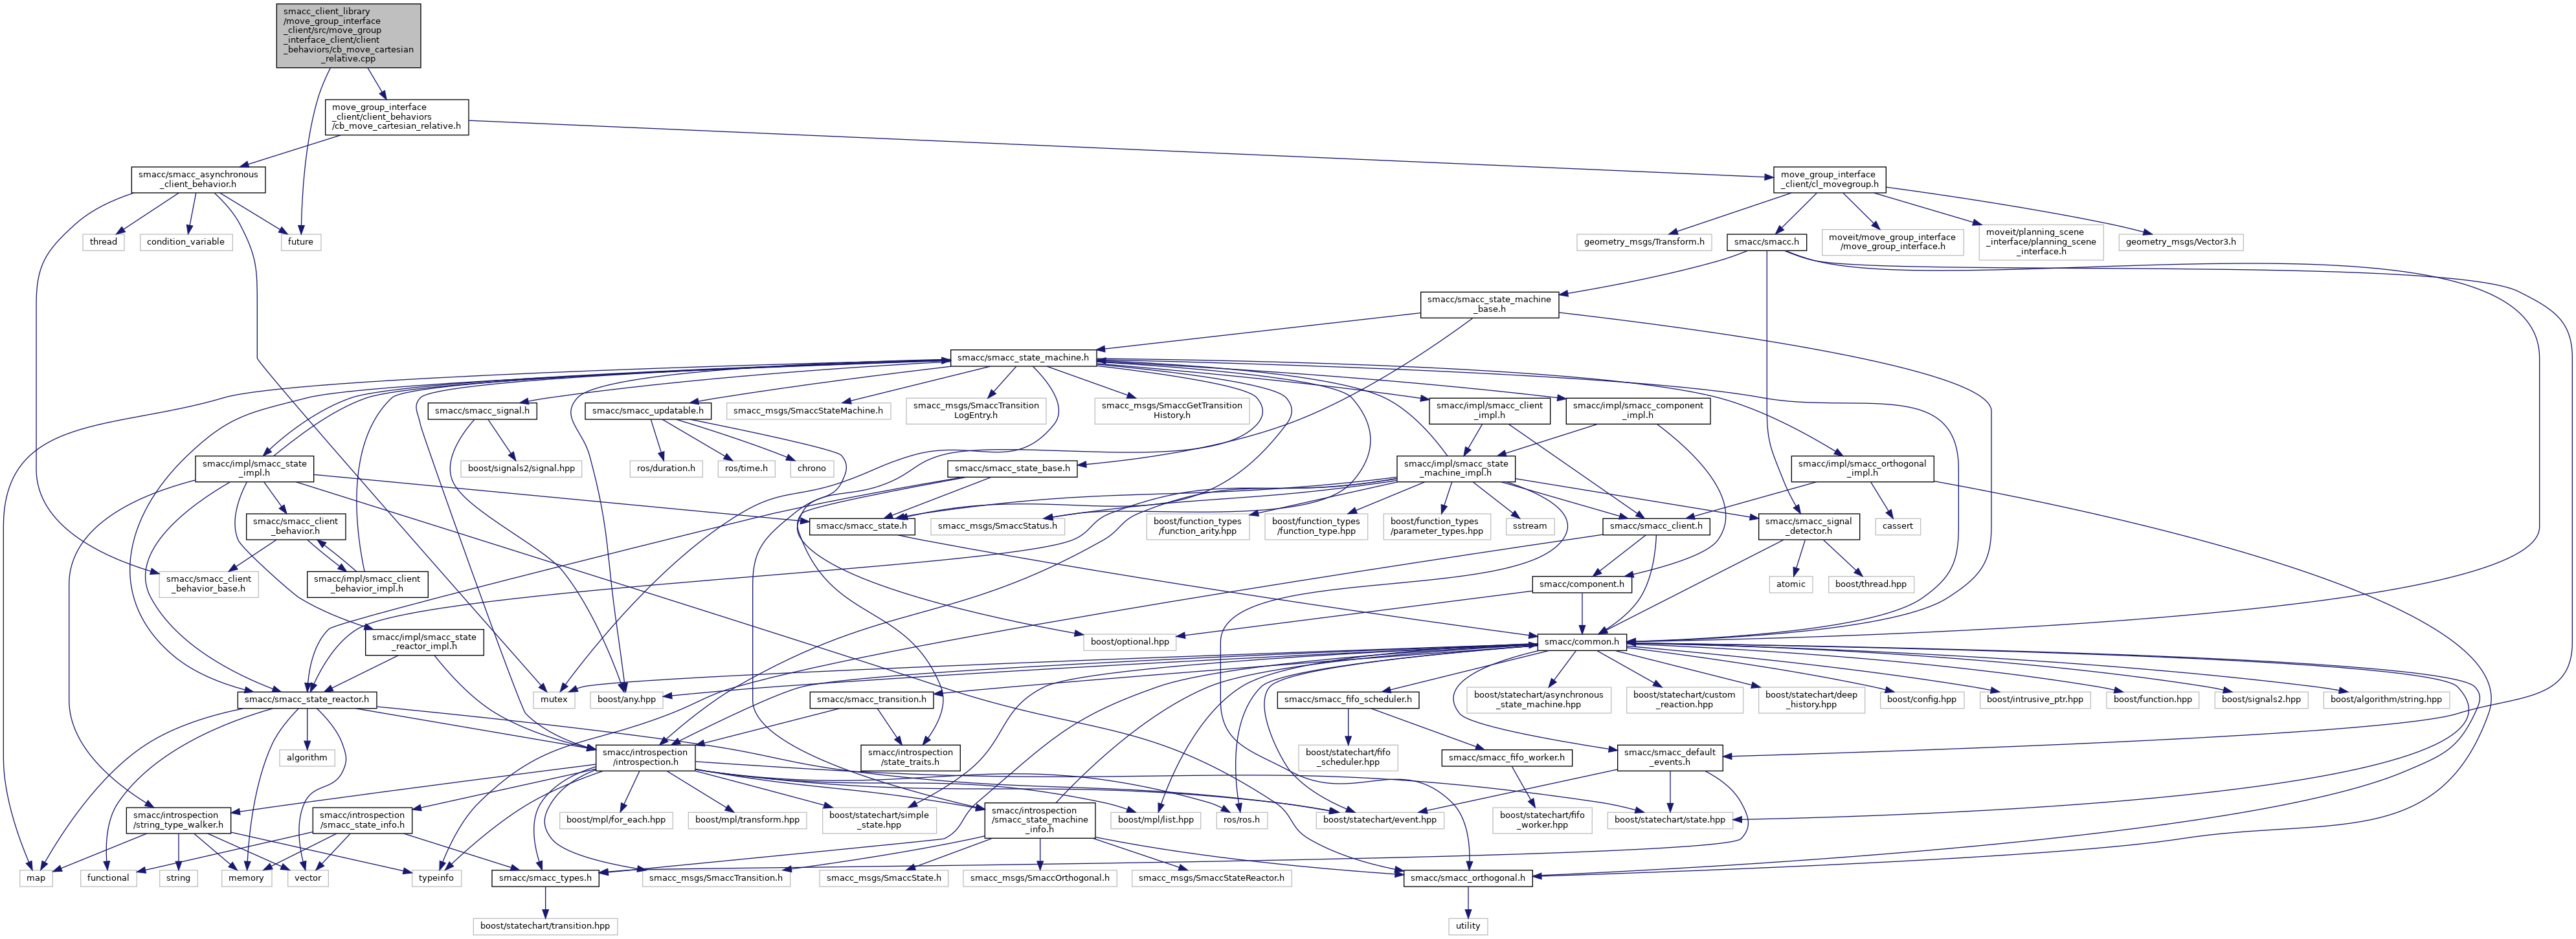 smacc_client_library
/move_group_interface
_client/src/move_group
_interface_client/client
_behaviors/cb_move_cartesian
_relative.cpp
move_group_interface
_client/client_behaviors
/cb_move_cartesian_relative.h
smacc/smacc_asynchronous
_client_behavior.h
move_group_interface
_client/cl_movegroup.h
thread
condition_variable
future
geometry_msgs/Transform.h
smacc/smacc.h
moveit/move_group_interface
/move_group_interface.h
moveit/planning_scene
_interface/planning_scene
_interface.h
geometry_msgs/Vector3.h
smacc/smacc_state_machine
_base.h
smacc/smacc_state_machine.h
smacc/smacc_signal.h
smacc/smacc_updatable.h
smacc_msgs/SmaccStateMachine.h
smacc_msgs/SmaccTransition
LogEntry.h
smacc_msgs/SmaccGetTransition
History.h
smacc/impl/smacc_client
_impl.h
smacc/impl/smacc_component
_impl.h
smacc/impl/smacc_state
_impl.h
boost/signals2/signal.hpp
ros/duration.h
ros/time.h
chrono
smacc/smacc_state_base.h
smacc/impl/smacc_state
_machine_impl.h
smacc/impl/smacc_orthogonal
_impl.h
smacc/smacc_client
_behavior.h
smacc/smacc_state.h
smacc_msgs/SmaccStatus.h
boost/function_types
/function_arity.hpp
boost/function_types
/function_type.hpp
boost/function_types
/parameter_types.hpp
sstream
smacc/smacc_client.h
smacc/smacc_signal
_detector.h
cassert
smacc/smacc_client
_behavior_base.h
smacc/impl/smacc_client
_behavior_impl.h
smacc/component.h
atomic
boost/thread.hpp
smacc/impl/smacc_state
_reactor_impl.h
boost/optional.hpp
smacc/common.h
smacc/smacc_state_reactor.h
mutex
boost/any.hpp
smacc/smacc_transition.h
smacc/smacc_fifo_scheduler.h
boost/statechart/asynchronous
_state_machine.hpp
boost/statechart/custom
_reaction.hpp
boost/statechart/deep
_history.hpp
boost/config.hpp
boost/intrusive_ptr.hpp
boost/function.hpp
boost/signals2.hpp
boost/algorithm/string.hpp
algorithm
smacc/introspection
/introspection.h
smacc/introspection
/state_traits.h
boost/statechart/fifo
_scheduler.hpp
smacc/smacc_fifo_worker.h
smacc/smacc_default
_events.h
smacc/introspection
/string_type_walker.h
smacc/introspection
/smacc_state_info.h
boost/mpl/for_each.hpp
boost/mpl/transform.hpp
boost/statechart/simple
_state.hpp
smacc/introspection
/smacc_state_machine
_info.h
boost/mpl/list.hpp
ros/ros.h
boost/statechart/event.hpp
boost/statechart/fifo
_worker.hpp
boost/statechart/state.hpp
map
functional
string
memory
vector
typeinfo
smacc/smacc_types.h
smacc_msgs/SmaccTransition.h
smacc_msgs/SmaccState.h
smacc_msgs/SmaccOrthogonal.h
smacc_msgs/SmaccStateReactor.h
smacc/smacc_orthogonal.h
boost/statechart/transition.hpp
utility